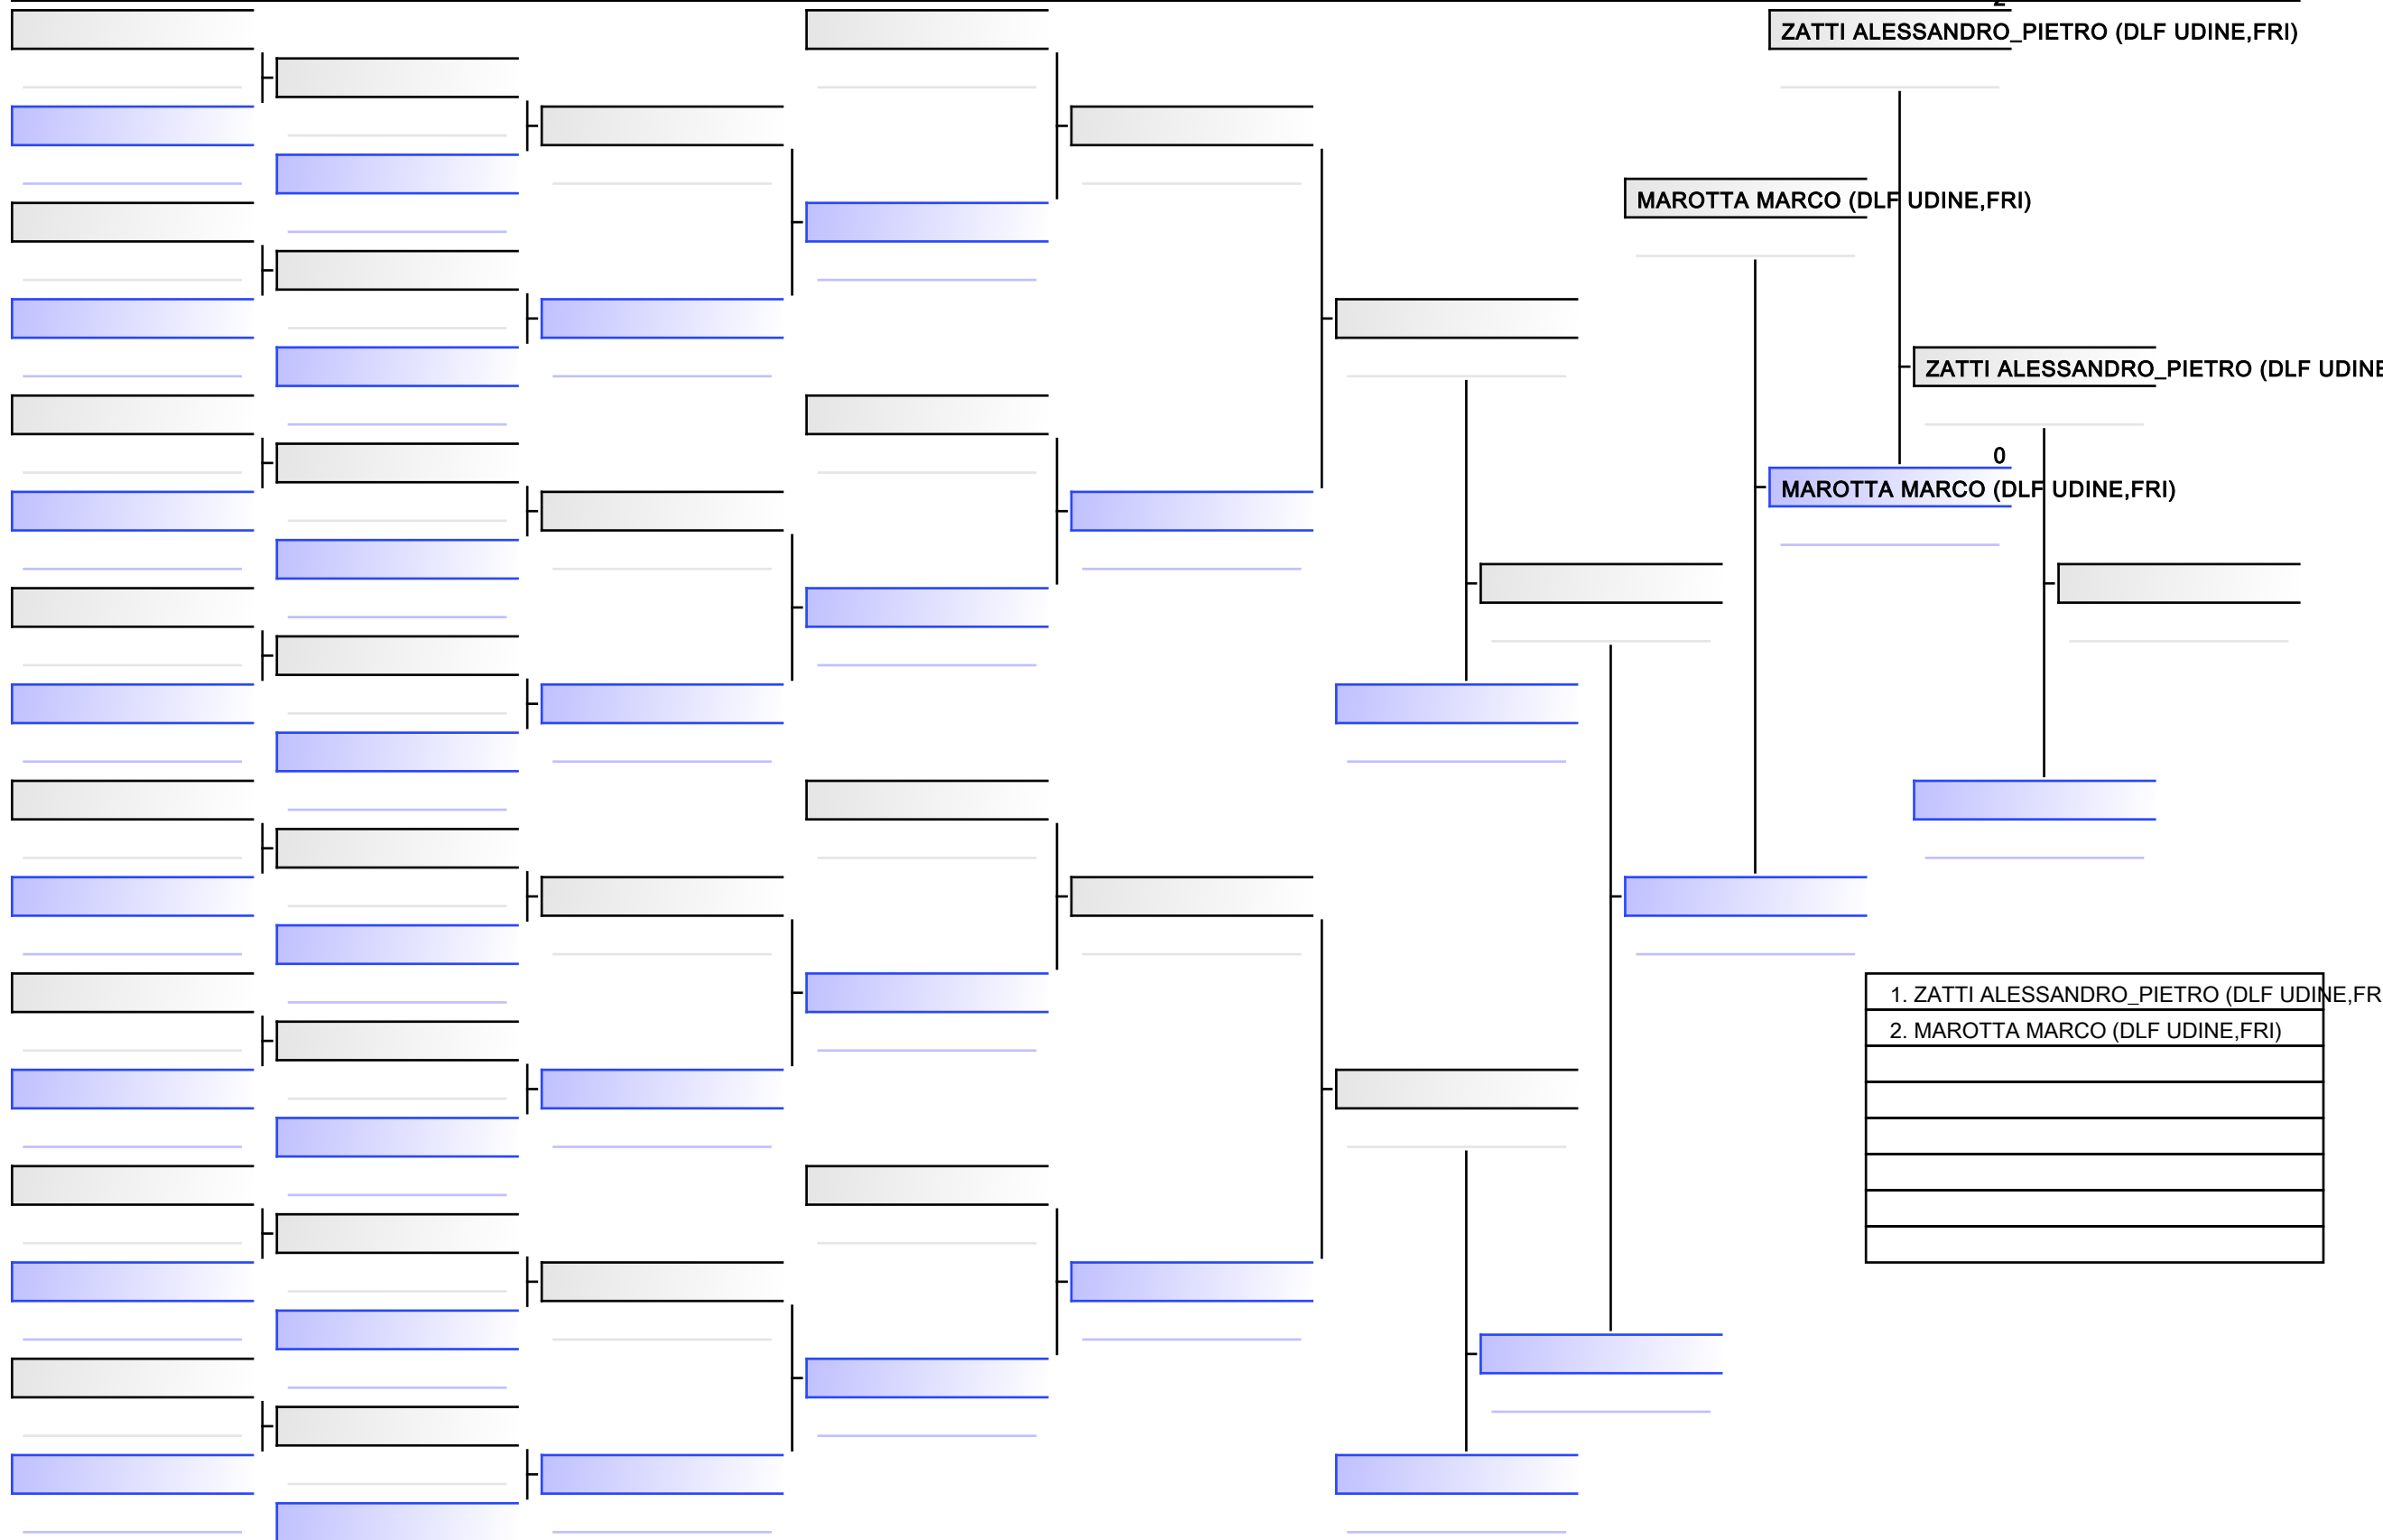 ZATTI ALESSANDRO_PIETRO (DLF UDINE,FRI)
MAROTTA MARCO (DLF UDINE,FRI)
ZATTI ALESSANDRO_PIETRO (DLF UDINE
0
MAROTTA MARCO (DLF UDINE,FRI)
1. ZATTI ALESSANDRO_PIETRO (DLF UDINE,FR
2. MAROTTA MARCO (DLF UDINE,FRI)